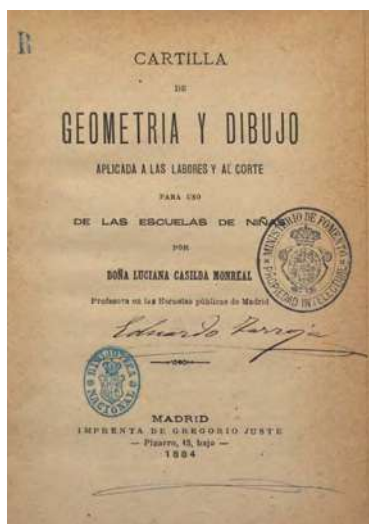 R
CARTILLA
DE
GEOMETRIA Y DIBUJO
APLICADA A LAS LABORES Y AL CORTE
PARA USO
DE LAS ESCUELAS DE NIÑAS
POR
DOÑA LUCIANA CASILDA MONREAL
Profesora en las Escuelas públicas de Madrid
MINISTERIO DE FOMENTO
PROPIEDAD INTELECTUAL
Eduardo
BIBLIOTECA NACIONAL
MADRID
IMPRENTA DE GREGORIO JUSTE
— Pizarro, 15, bajo —
1884